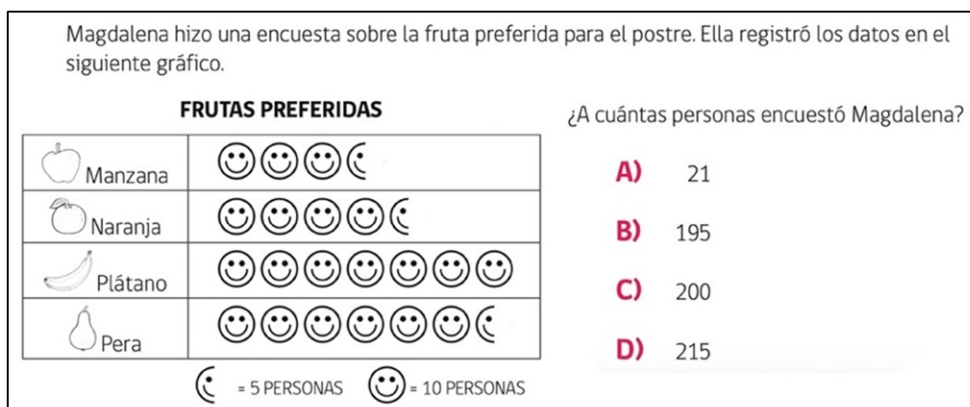 Magdalena hizo una encuesta sobre la fruta preferida para el postre. Ella registró los datos en el
siguiente gráfico.
FRUTAS PREFERIDAS
Manzana
Naranja
Plátano
Pera
= 5 PERSONAS
= 10 PERSONAS
¿A cuántas personas encuestó Magdalena?
A) 21
B) 195
C) 200
D) 215